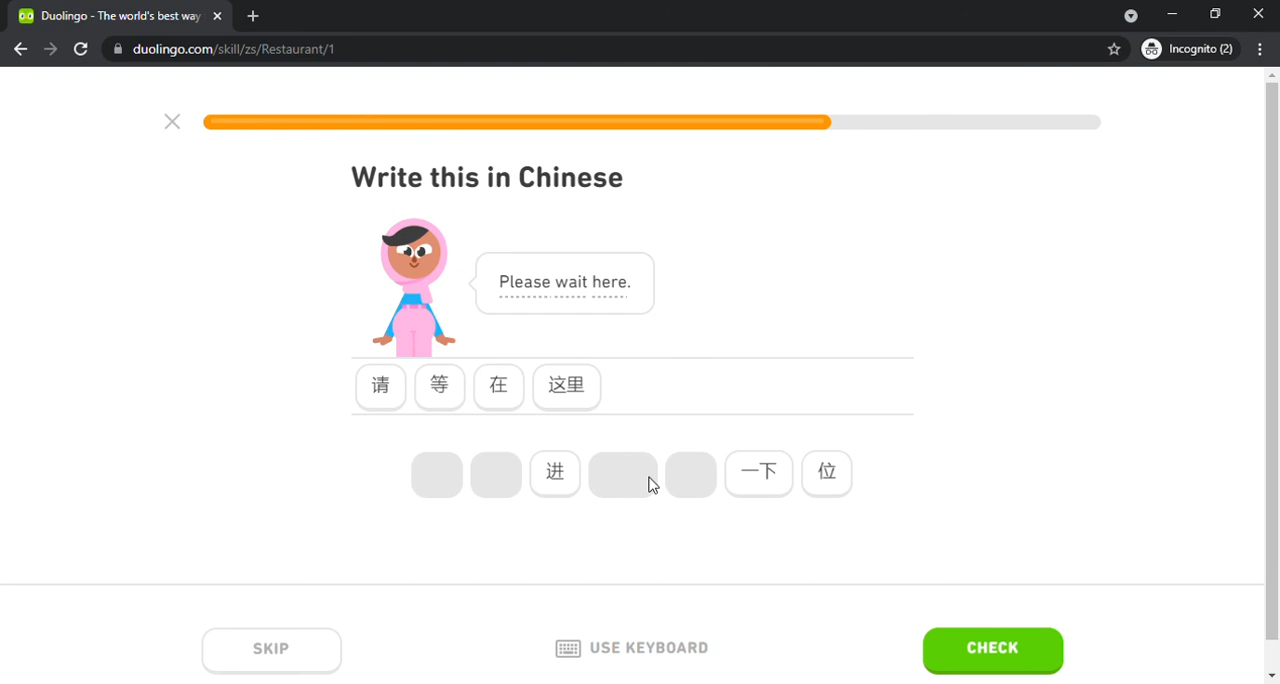 Duolingo - The world's best way
duolingo.com/skill/zs/Restaurant/1
Incognito (2)
Write this in Chinese
Please wait here.
请 等 在 这里
进 一下 位
SKIP
USE KEYBOARD
CHECK